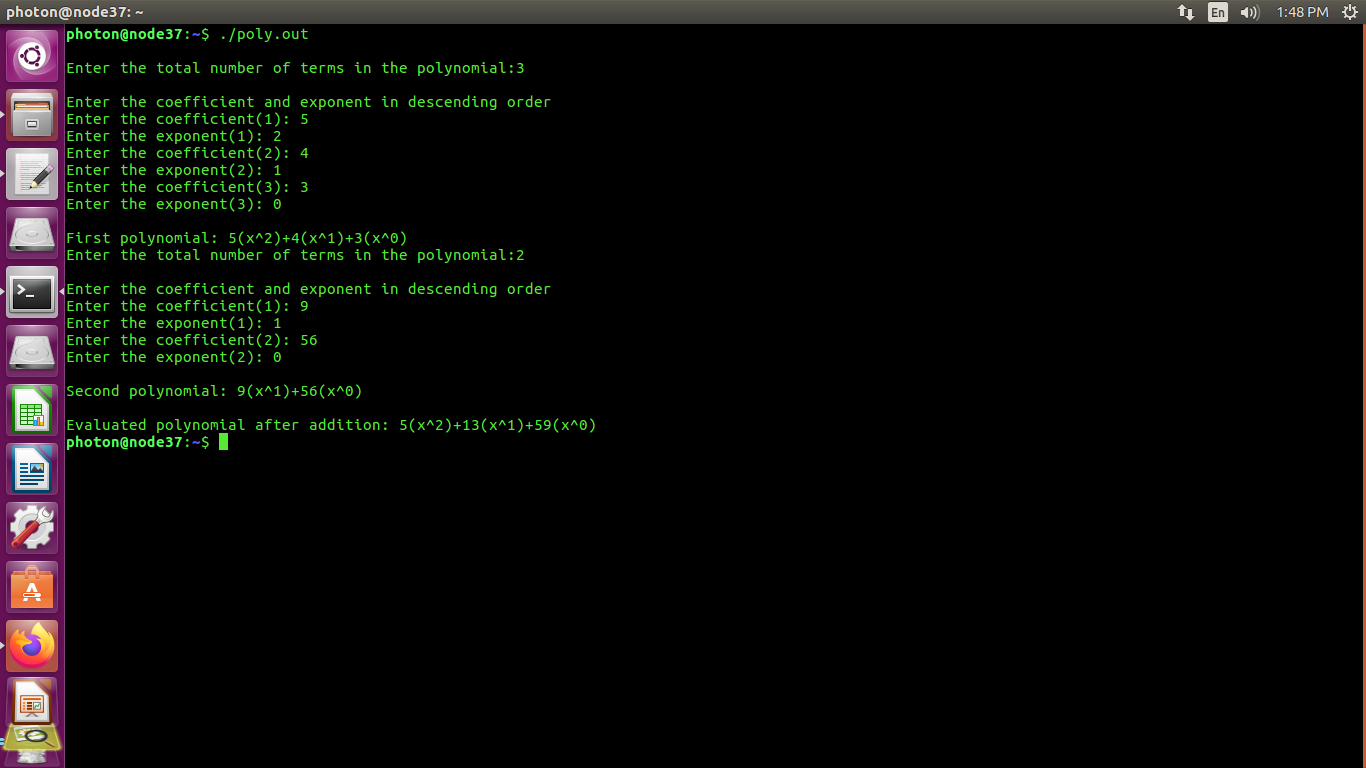 photon@node37: ~
En
1:48 PM
photon@node37:~$ ./poly.out
Enter the total number of terms in the polynomial:3
Enter the coefficient and exponent in descending order
Enter the coefficient(1): 5
Enter the exponent(1): 2
Enter the coefficient(2): 4
Enter the exponent(2): 1
Enter the coefficient(3): 3
Enter the exponent(3): 0
First polynomial: 5(x^2)+4(x^1)+3(x^0)
Enter the total number of terms in the polynomial:2
Enter the coefficient and exponent in descending order
Enter the coefficient(1): 9
Enter the exponent(1): 1
Enter the coefficient(2): 56
Enter the exponent(2): 0
Second polynomial: 9(x^1)+56(x^0)
Evaluated polynomial after addition: 5(x^2)+13(x^1)+59(x^0)
photon@node37:~$